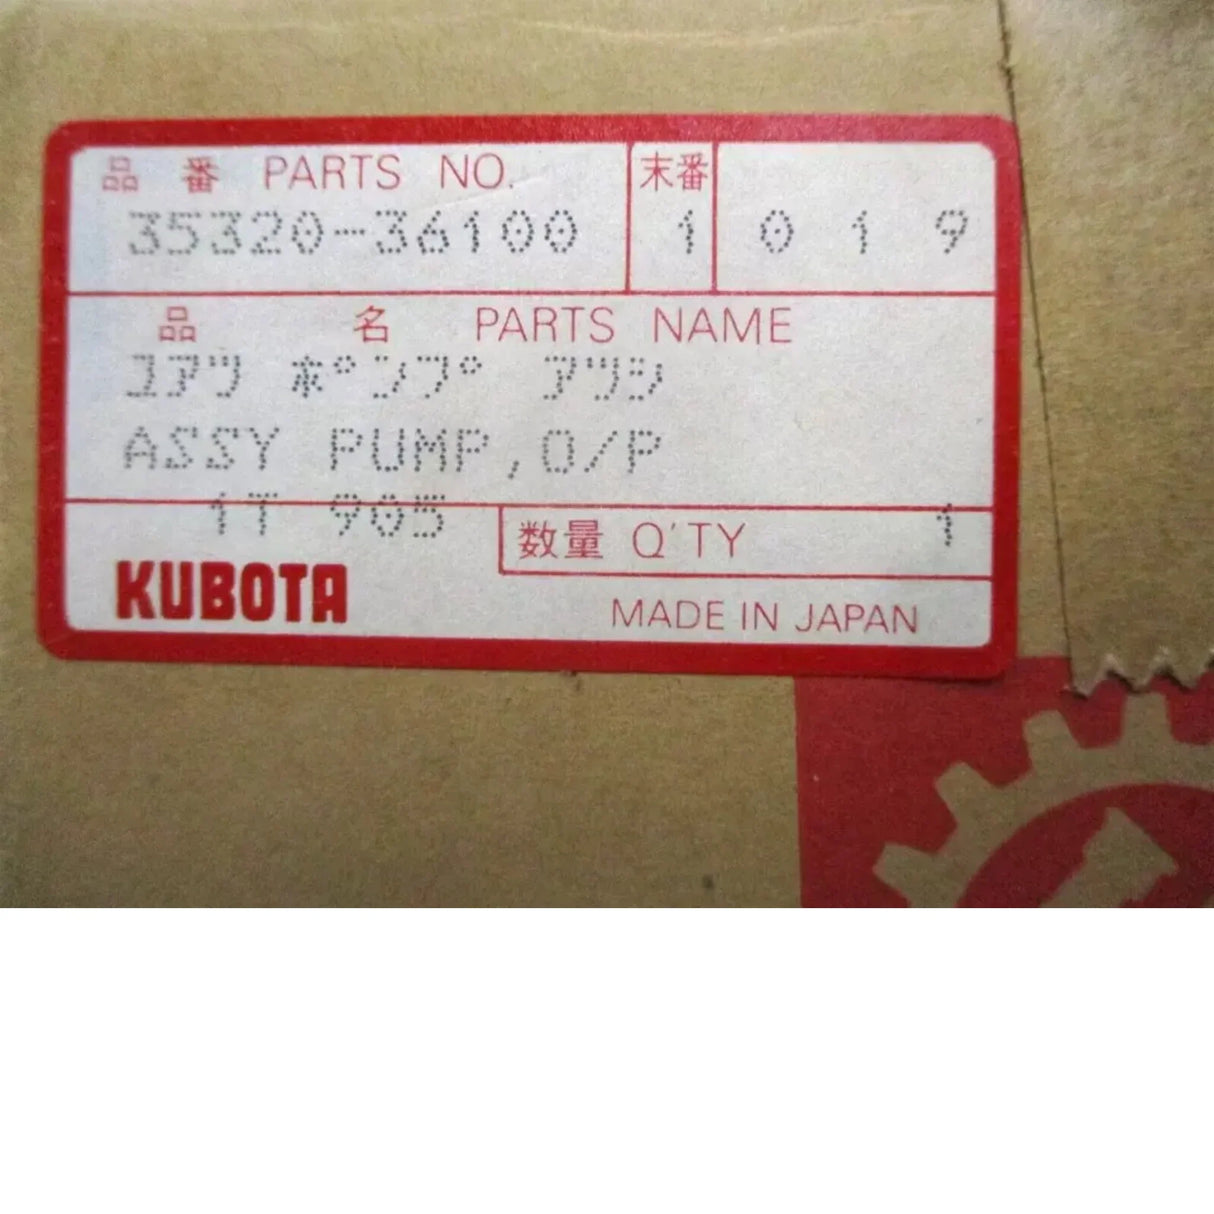 品 番 PARTS NO. 末番
35320-36100 1 0 1 9
品 名 PARTS NAME
ユアツ ポンプ アツシ
ASSY PUMP,O/P
1T 905
数量 Q'TY 1
KUBOTA
MADE IN JAPAN